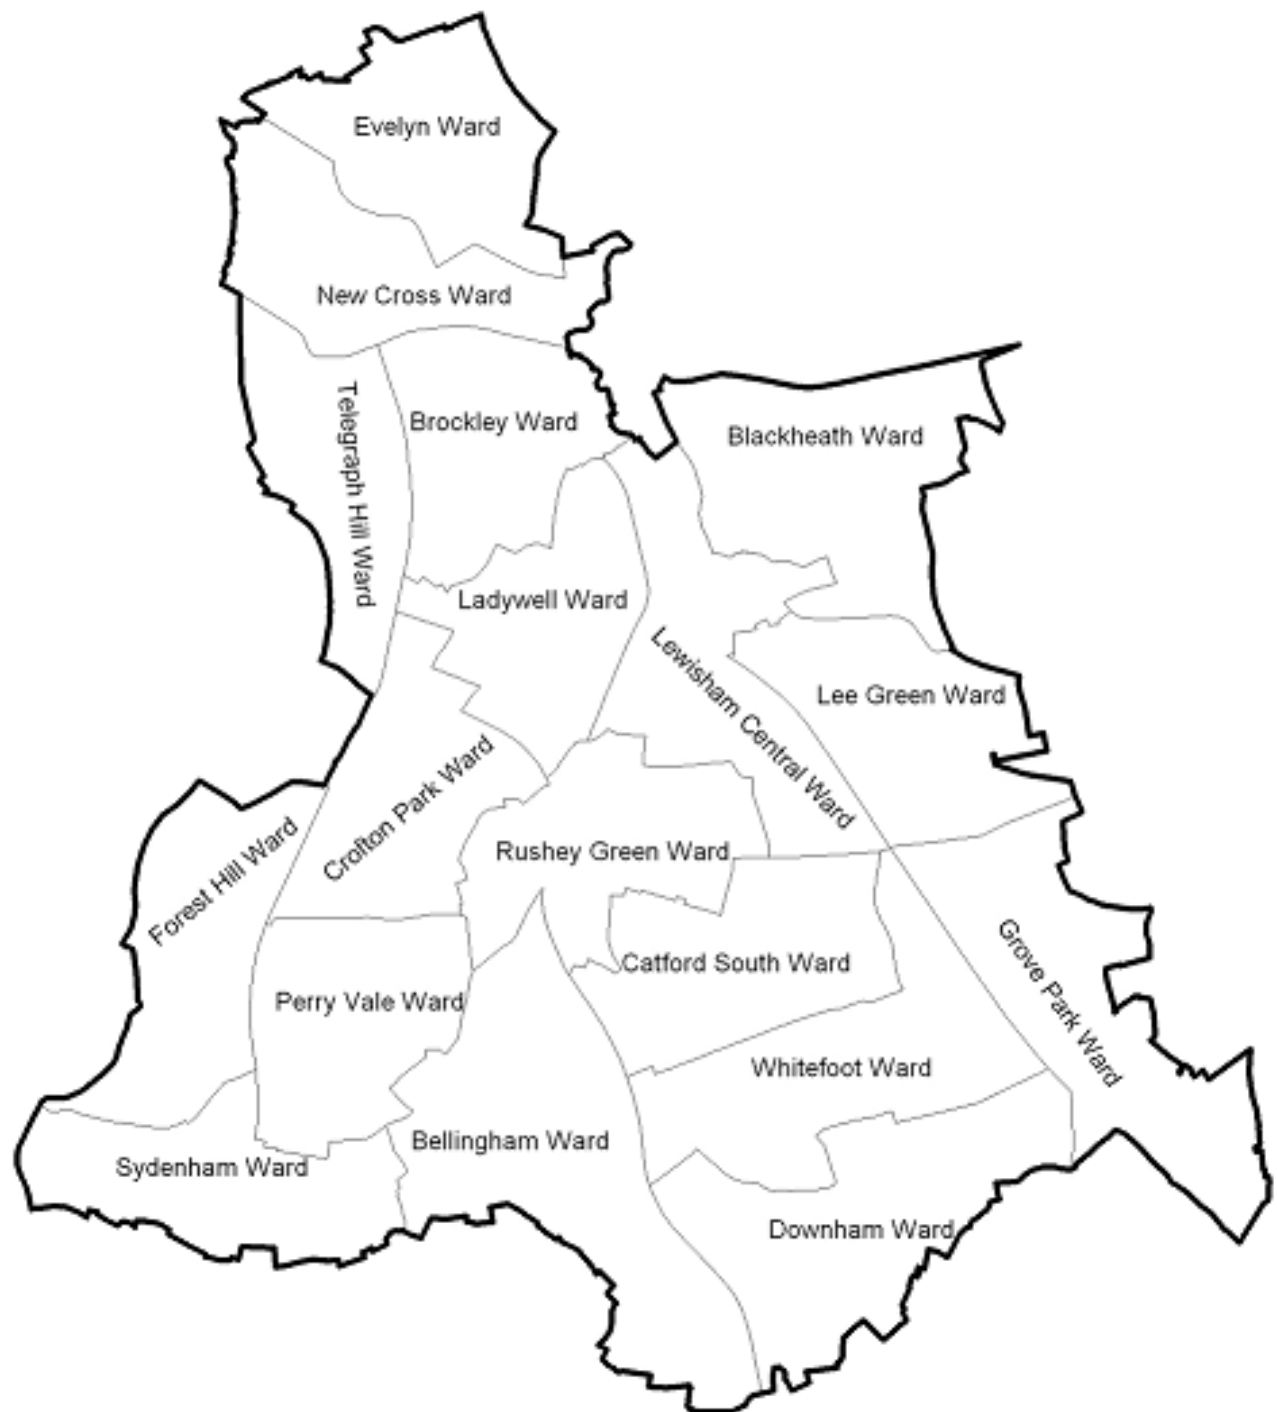 Evelyn Ward
New Cross Ward
Telegraph Hill Ward
Brockley Ward
Blackheath Ward
Ladywell Ward
Lewisham Central Ward
Lee Green Ward
Crofton Park Ward
Forest Hill Ward
Rushey Green Ward
Catford South Ward
Grove Park Ward
Perry Vale Ward
Whitefoot Ward
Bellingham Ward
Sydenham Ward
Downham Ward